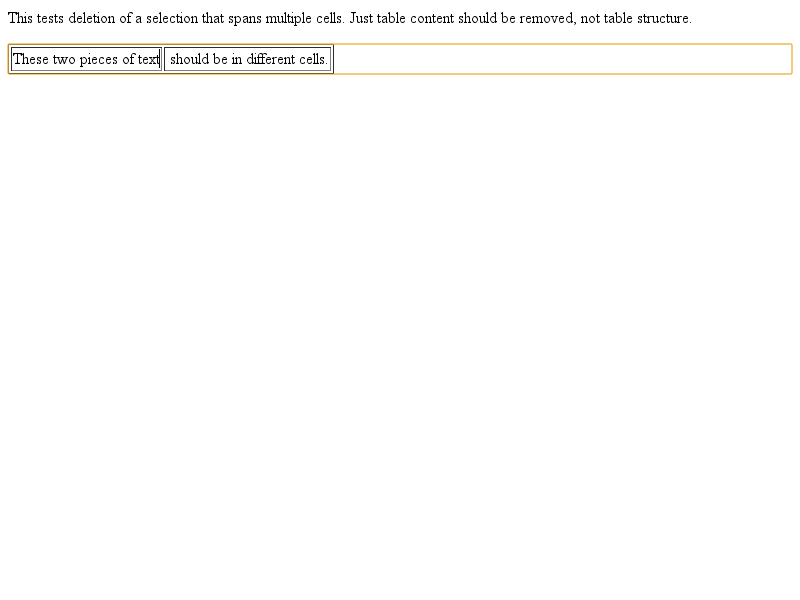 This tests deletion of a selection that spans multiple cells. Just table content should be removed, not table structure.
These two pieces of text should be in different cells.